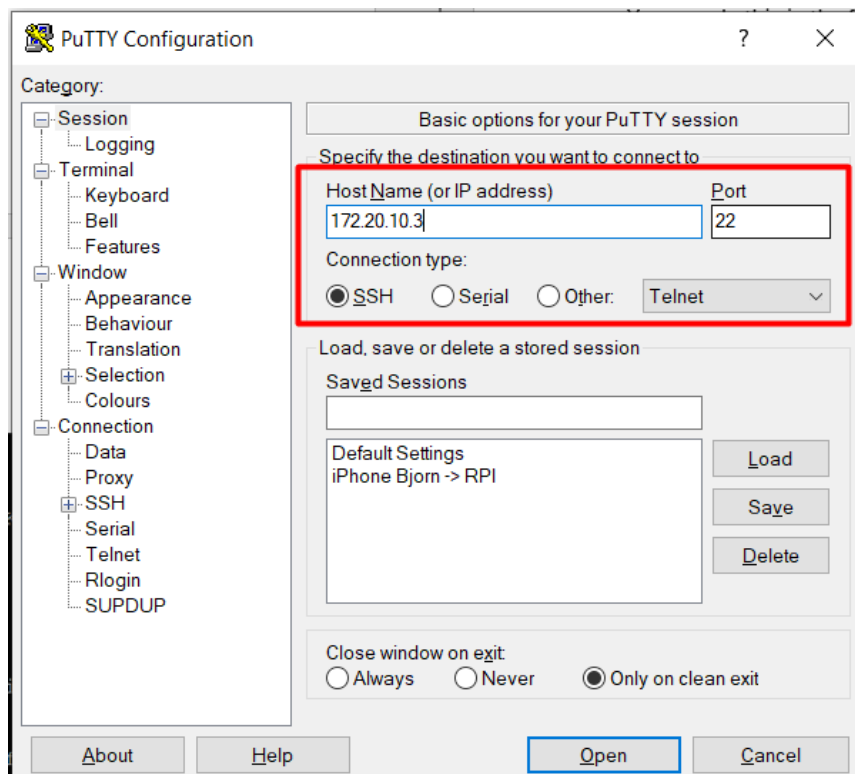 PuTTY Configuration
?
Category:
Session
Logging
Terminal
Keyboard
Bell
Features
Window
Appearance
Behaviour
Translation
Selection
Colours
Connection
Data
Proxy
SSH
Serial
Telnet
Rlogin
SUPDUP
Basic options for your PuTTY session
Specify the destination you want to connect to
Host Name (or IP address) Port
172.20.10.3 22
Connection type:
SSH Serial Other: Telnet
Load, save or delete a stored session
Saved Sessions
Default Settings
iPhone Bjorn -> RPI
Load
Save
Delete
Close window on exit:
Always Never Only on clean exit
About Help Open Cancel